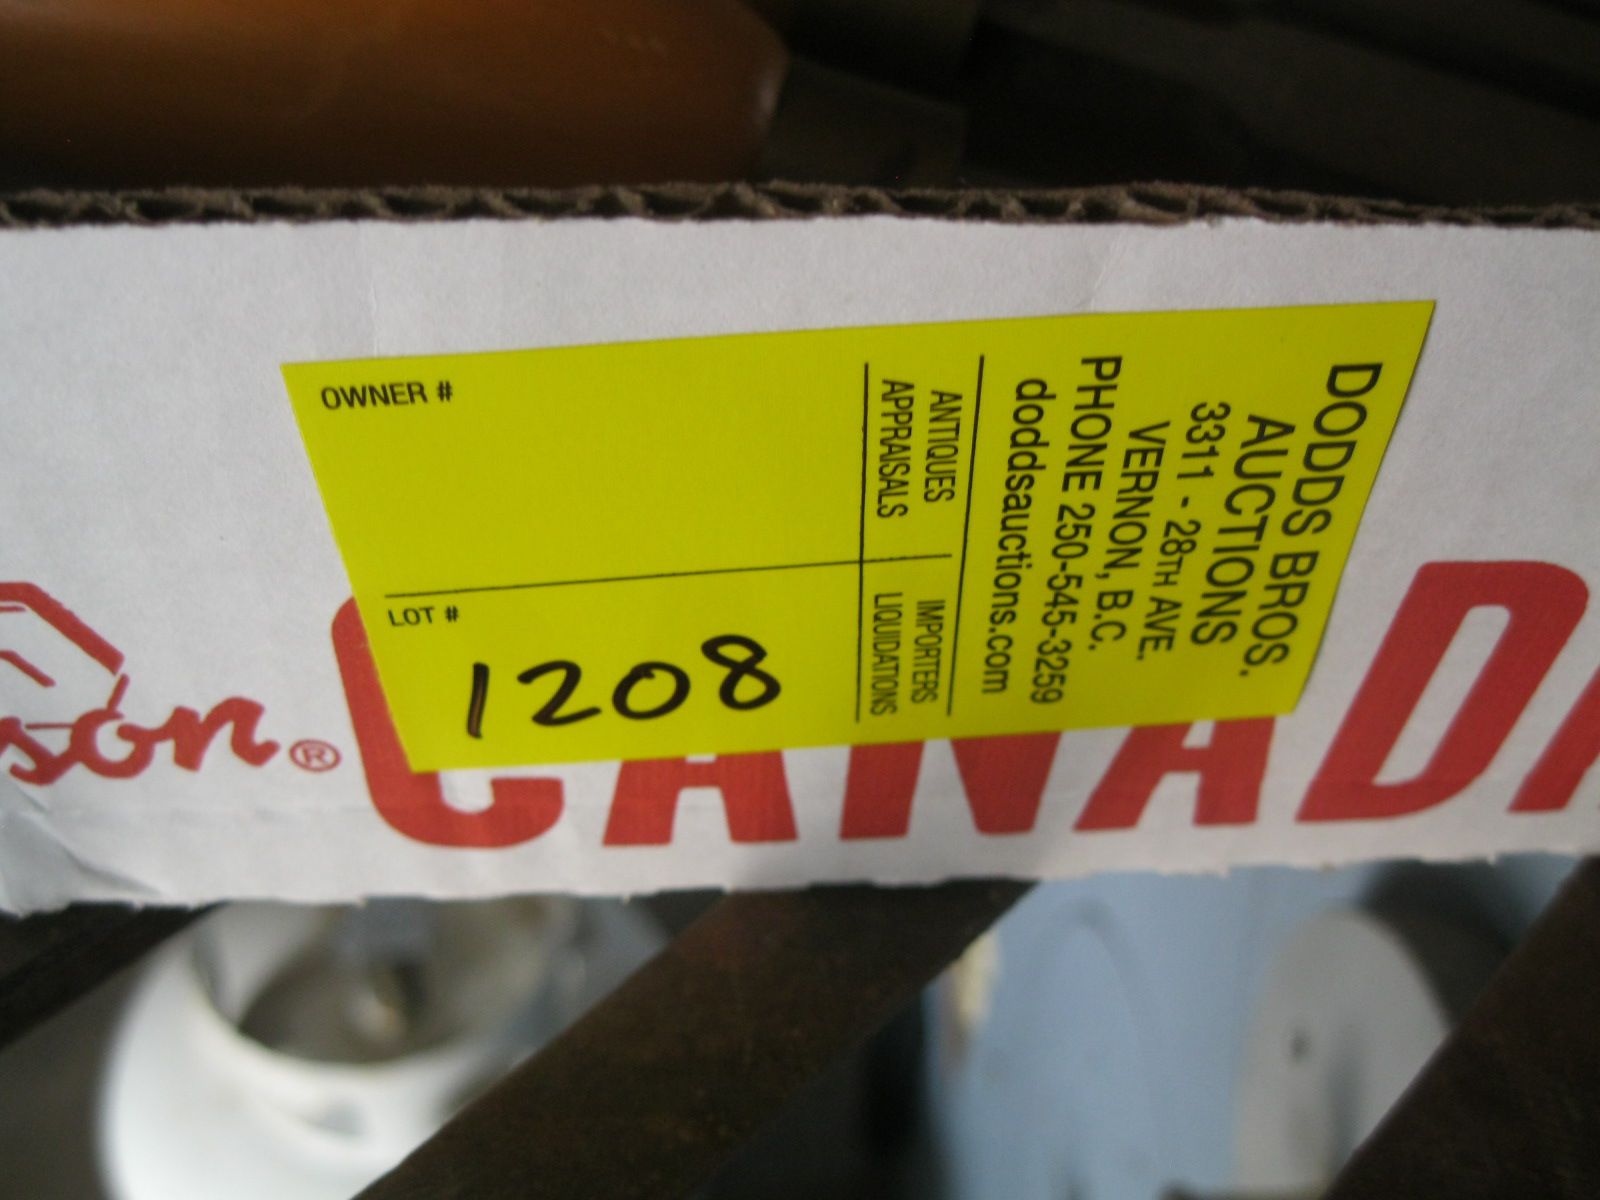 DODDS BROS.
AUCTIONS
3311 - 28TH AVE.
VERNON, B.C.
PHONE 250-545-3259
doddsauctions.com
ANTIQUES IMPORTERS
APPRAISALS LIQUIDATIONS
OWNER #
LOT #
1208
son® CANADA